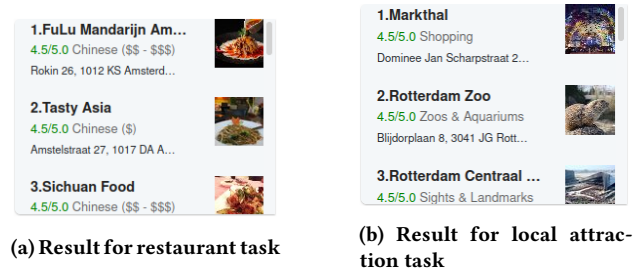 1.FuLu Mandarijn Am…
4.5/5.0 Chinese ($$ - $$$)
Rokin 26, 1012 KS Amsterd…
2.Tasty Asia
4.5/5.0 Chinese ($)
Amstelstraat 27, 1017 DA A…
3.Sichuan Food
4.5/5.0 Chinese ($$ - $$$)
(a) Result for restaurant task
1.Markthal
4.5/5.0 Shopping
Dominee Jan Scharpstraat 2…
2.Rotterdam Zoo
4.5/5.0 Zoos & Aquariums
Blijdorplaan 8, 3041 JG Rott…
3.Rotterdam Centraal …
4.5/5.0 Sights & Landmarks
(b) Result for local attrac-
tion task